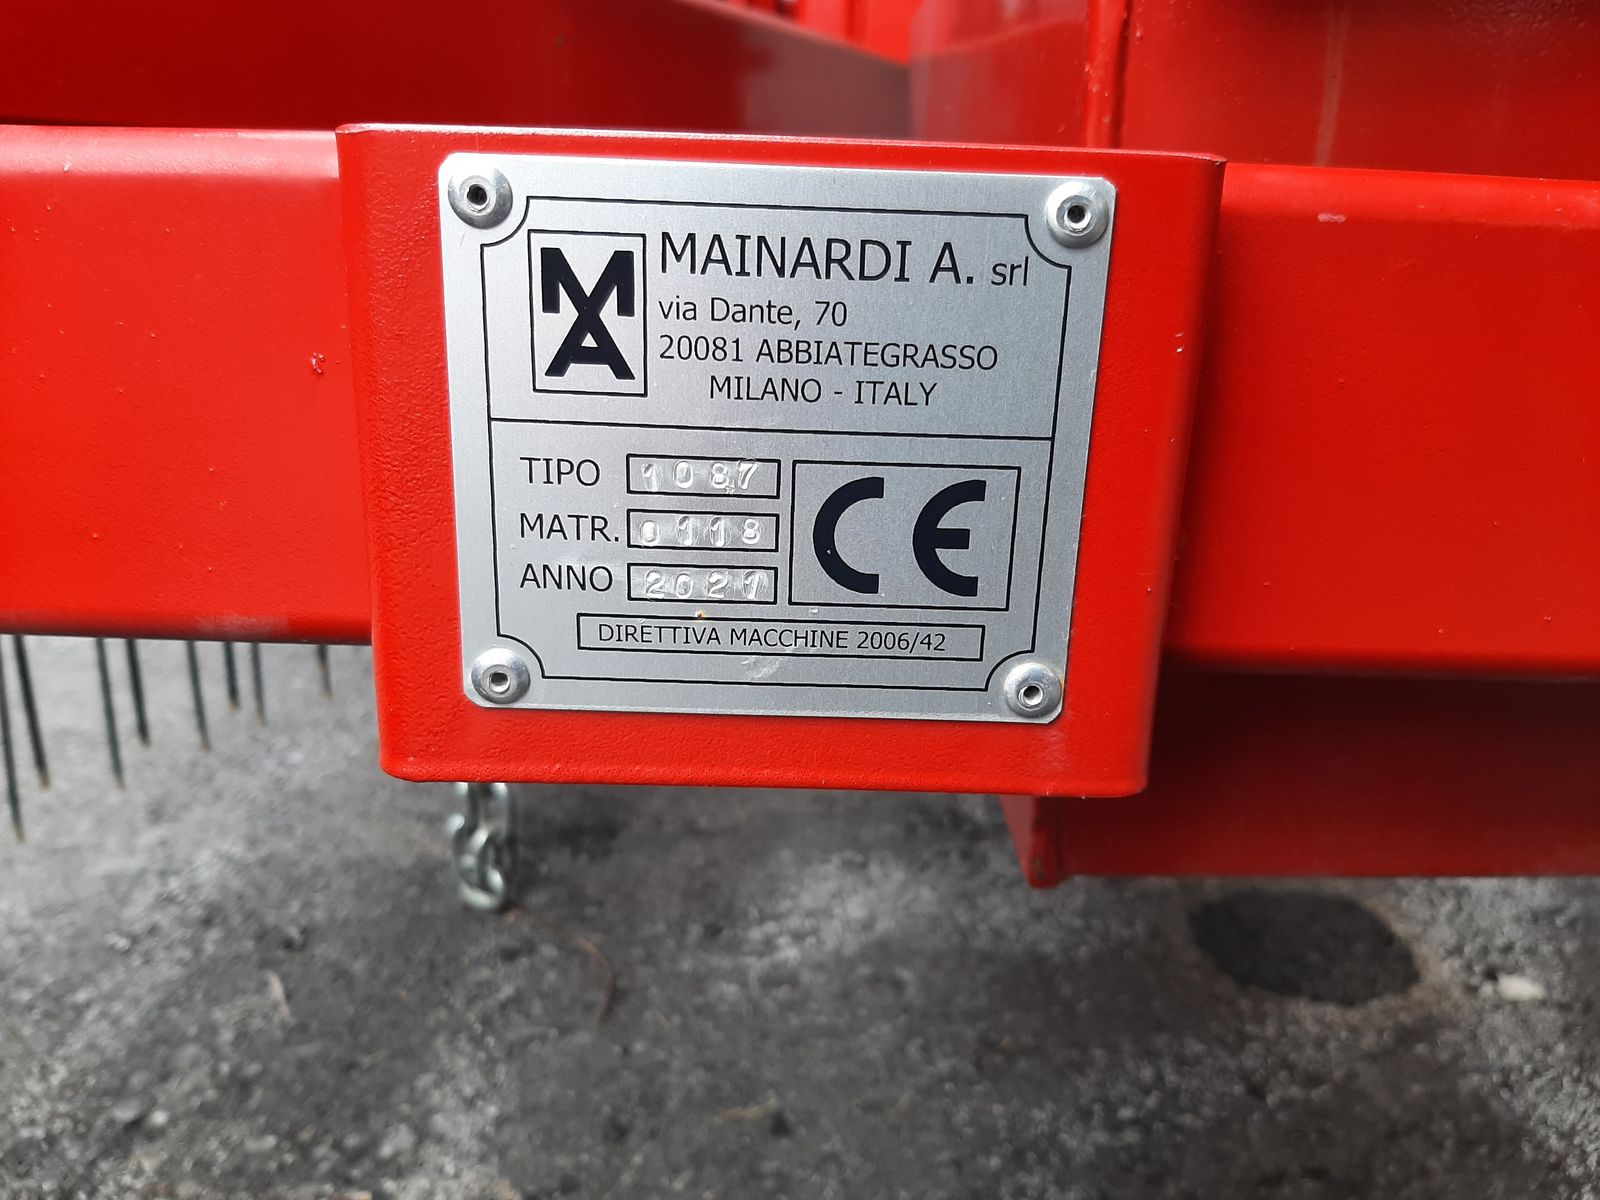 MA
MAINARDI A. srl
via Dante, 70
20081 ABBIATEGRASSO
MILANO - ITALY
TIPO 1087
MATR. 0118
ANNO 2021
CE
DIRETTIVA MACCHINE 2006/42